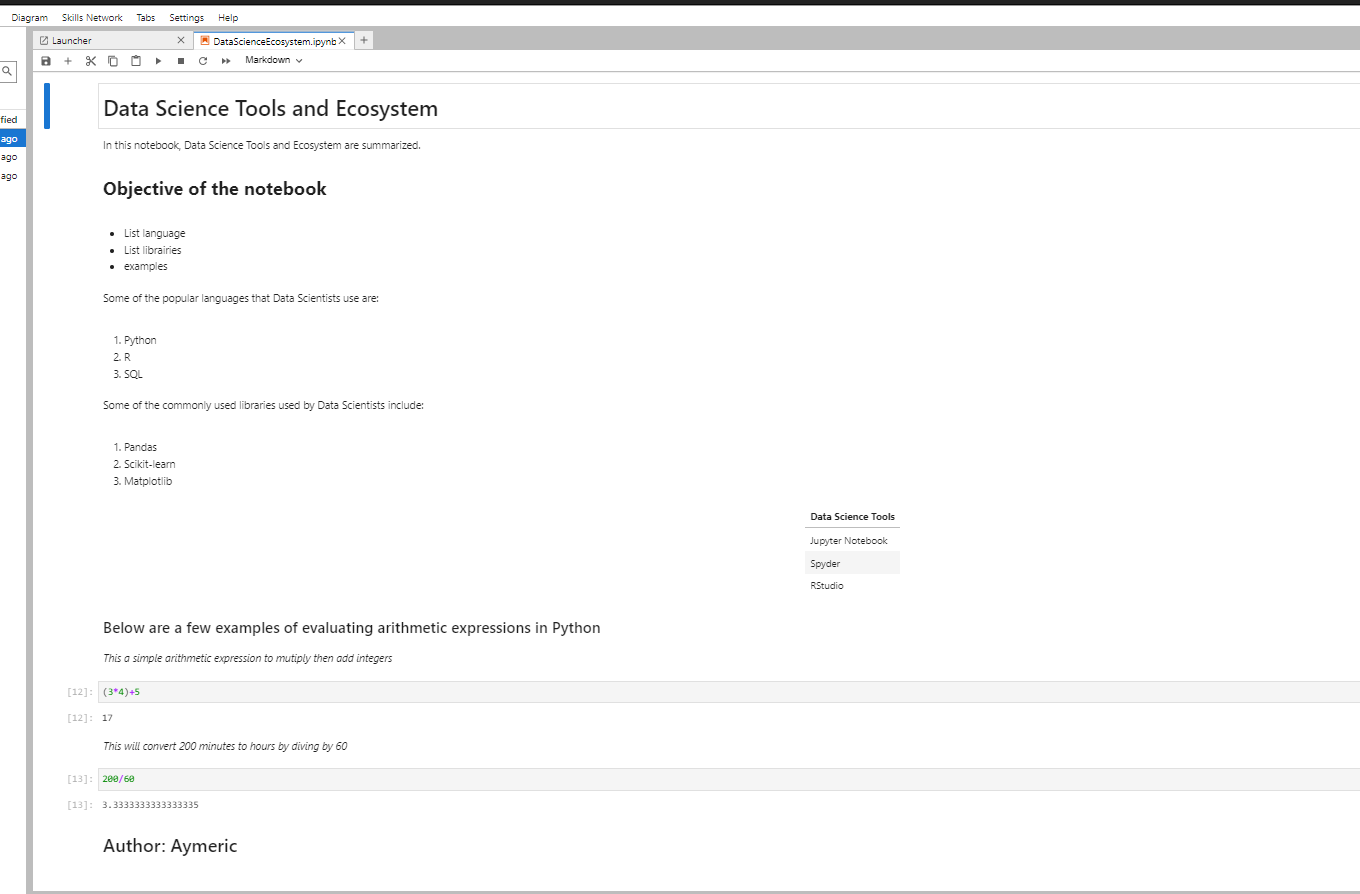 Diagram Skills Network Tabs Settings Help
Launcher DataScienceEcosystem.ipynb
Markdown
fied
ago
ago
ago
Data Science Tools and Ecosystem
In this notebook, Data Science Tools and Ecosystem are summarized.
Objective of the notebook
List language
List librairies
examples
Some of the popular languages that Data Scientists use are:
1. Python
2. R
3. SQL
Some of the commonly used libraries used by Data Scientists include:
1. Pandas
2. Scikit-learn
3. Matplotlib
Data Science Tools
Jupyter Notebook
Spyder
RStudio
Below are a few examples of evaluating arithmetic expressions in Python
This a simple arithmetic expression to mutiply then add integers
[12]: (3*4)+5
[12]: 17
This will convert 200 minutes to hours by diving by 60
[13]: 200/60
[13]: 3.3333333333333335
Author: Aymeric